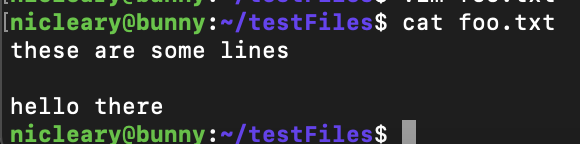 nicleary@bunny:~/testFiles$ cat foo.txt
these are some lines

hello there
nicleary@bunny:~/testFiles$